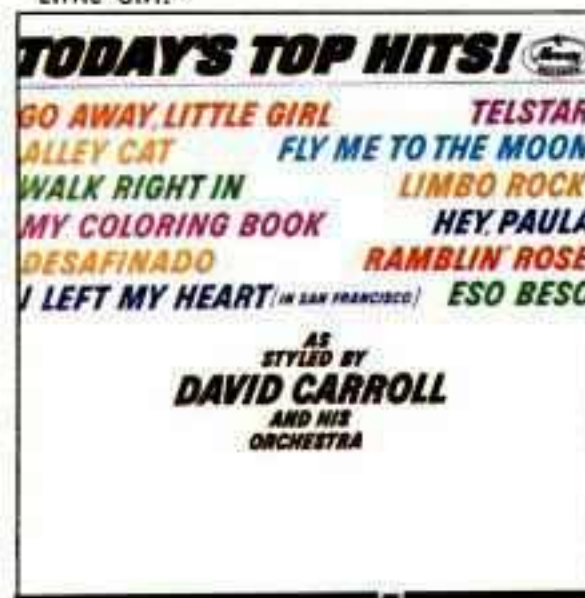 TODAY'S TOP HITS!
GO AWAY, LITTLE GIRL TELSTAR
ALLEY CAT FLY ME TO THE MOON
WALK RIGHT IN LIMBO ROCK
MY COLORING BOOK HEY, PAULA
DESAFINADO RAMBLIN' ROSE
I LEFT MY HEART (IN SAN FRANCISCO) ESO BESO
AS
STYLED BY
DAVID CARROLL
AND HIS
ORCHESTRA